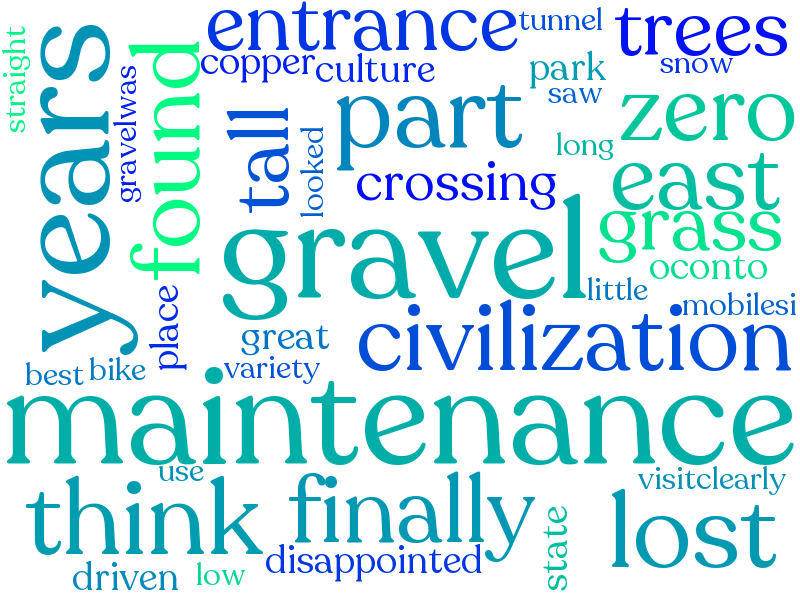 straight
years
gravelwas
found
entrance
tunnel
trees
copper
culture
park
snow
saw
tall
looked
part
zero
long
crossing
east
gravel
grass
oconto
little
mobilesi
place
great
civilization
best
bike
variety
maintenance
use
visitclearly
think
finally
lost
disappointed
state
driven
low